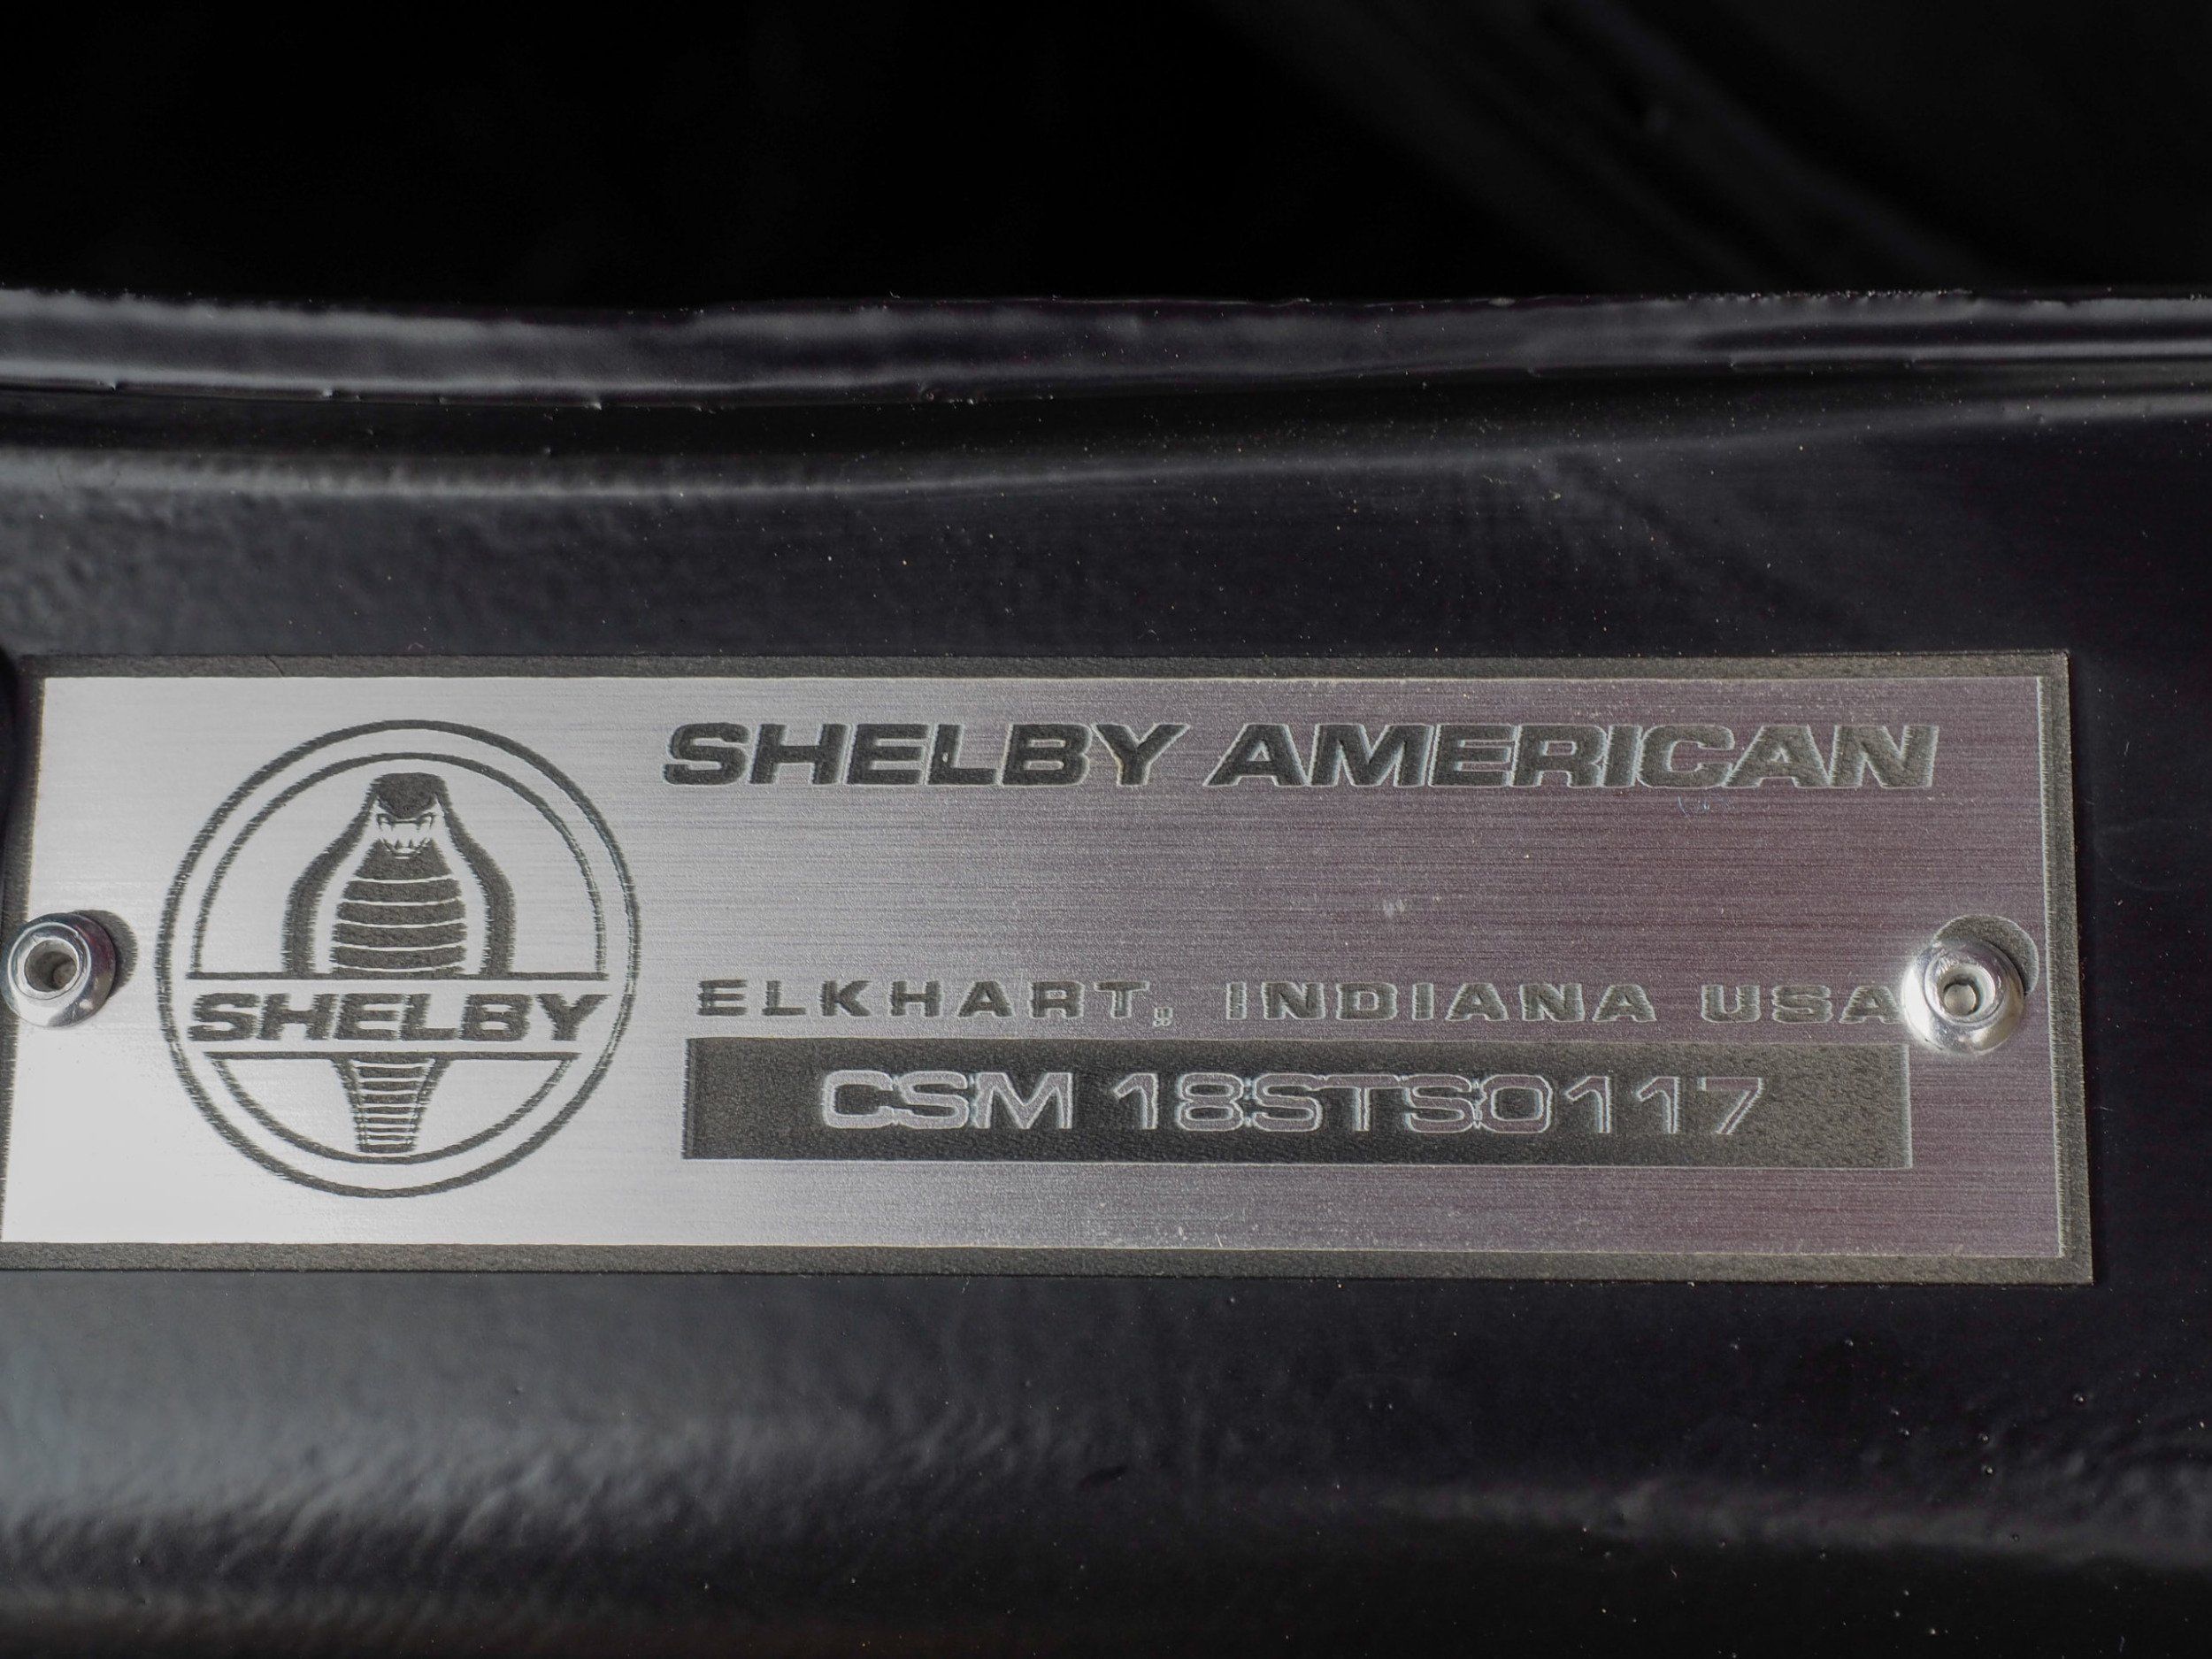 SHELBY AMERICAN
SHELBY
ELKHART, INDIANA USA
CSM 18STS0117